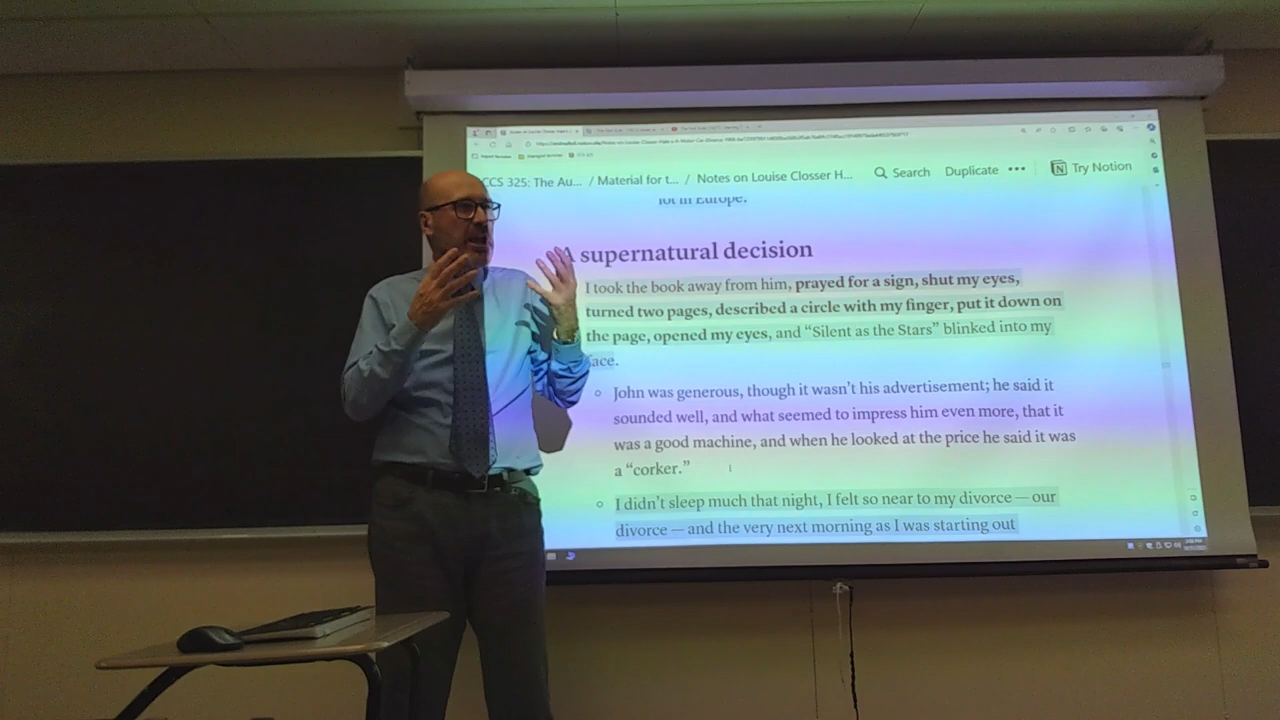 CCS 325: The Au... / Material for t... / Notes on Louise Closser H... Search Duplicate ••• Try Notion
lot in Europe.
A supernatural decision
I took the book away from him, prayed for a sign, shut my eyes,
turned two pages, described a circle with my finger, put it down on
the page, opened my eyes, and “Silent as the Stars” blinked into my
face.
John was generous, though it wasn’t his advertisement; he said it
sounded well, and what seemed to impress him even more, that it
was a good machine, and when he looked at the price he said it was
a “corker.”
I didn’t sleep much that night, I felt so near to my divorce — our
divorce — and the very next morning as I was starting out